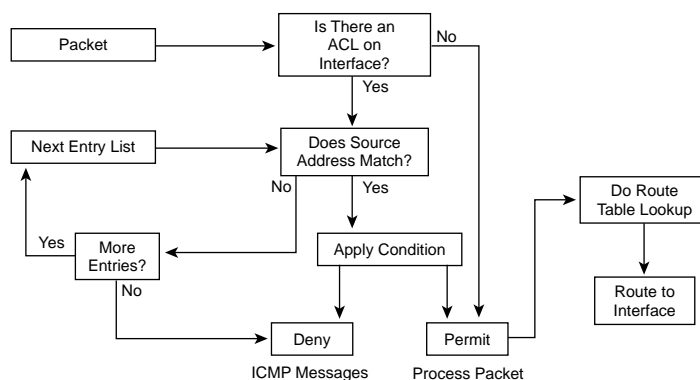 Packet
Is There an
ACL on
Interface?
No
Yes
Next Entry List
Does Source
Address Match?
No
Yes
Do Route
Table Lookup
Yes
More
Entries?
Apply Condition
No
Route to
Interface
Deny
Permit
ICMP Messages
Process Packet